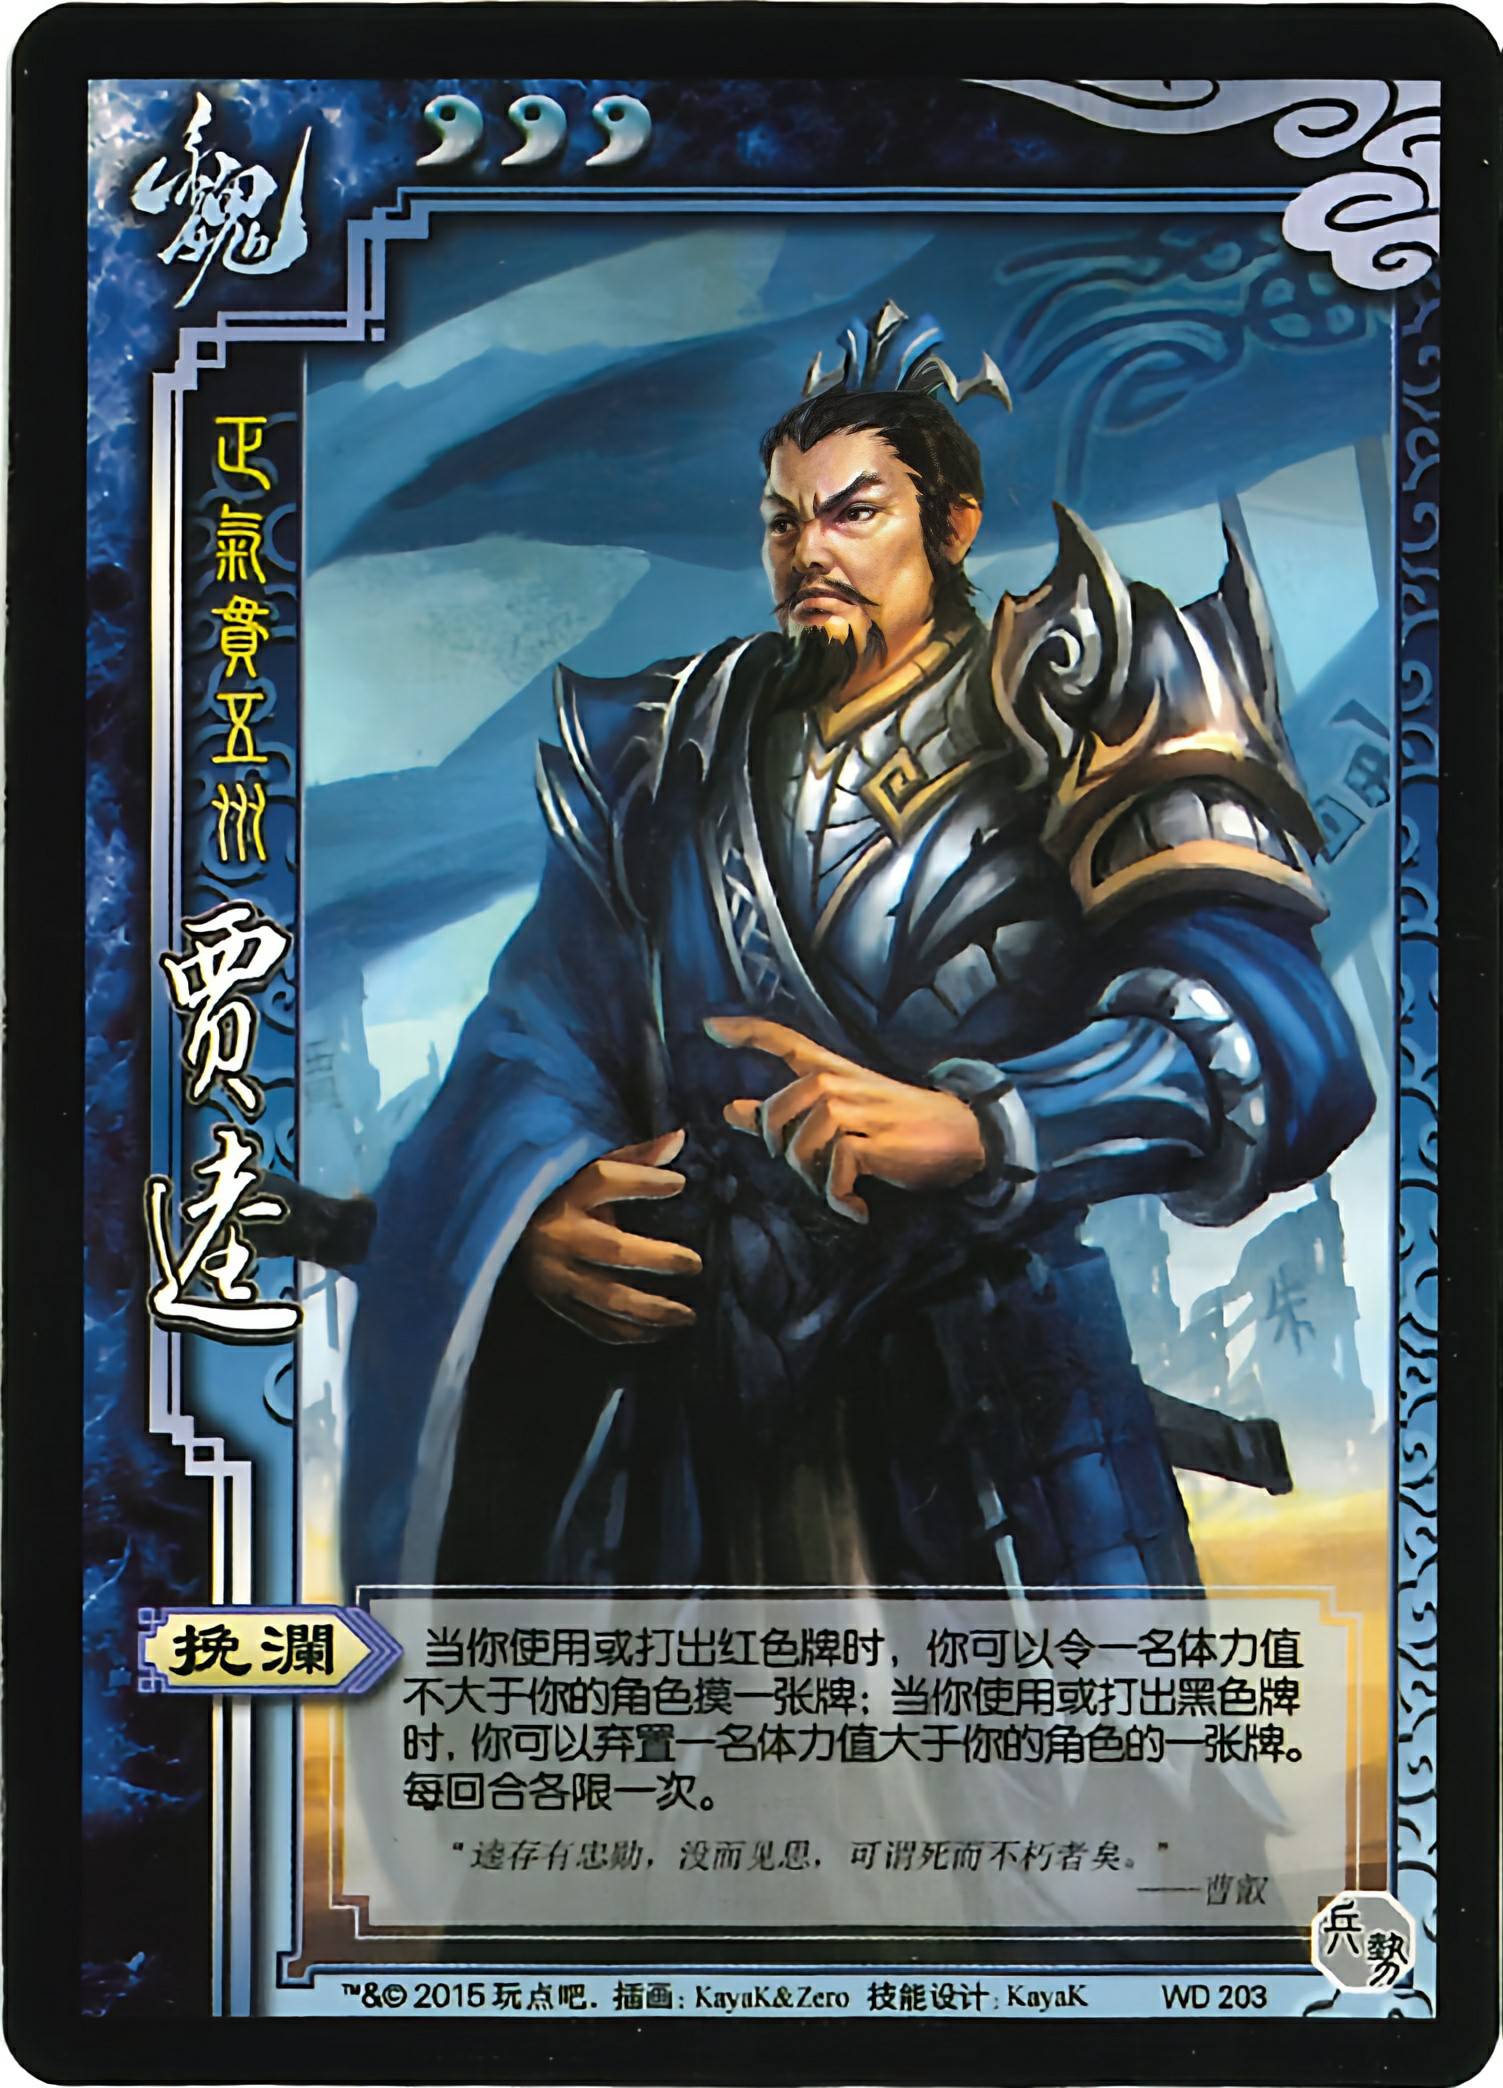 魏
正氣貫五州
賈逵
挽瀾
当你使用或打出红色牌时，你可以令一名体力值
不大于你的角色摸一张牌；当你使用或打出黑色牌
时，你可以弃置一名体力值大于你的角色的一张牌。
每回合各限一次。
“逵存有忠勋，没而见思，可谓死而不朽者矣。”
——曹叡
兵勢
™&© 2015 玩点吧. 插画: KayaK&Zero 技能设计: KayaK WD 203